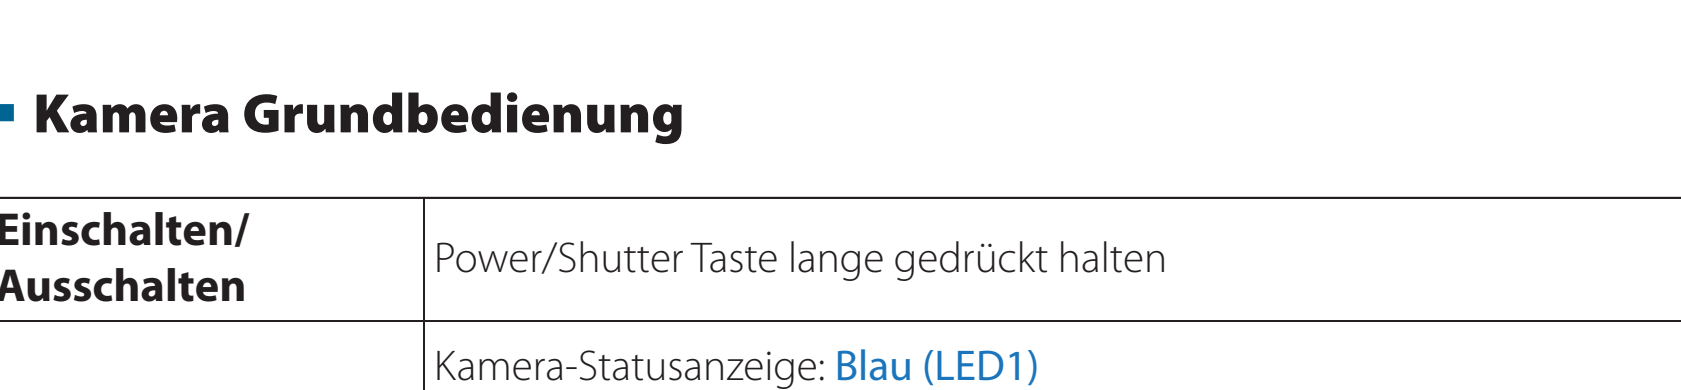 Kamera Grundbedienung
Einschalten/
Ausschalten
Power/Shutter Taste lange gedrückt halten
Kamera-Statusanzeige: Blau (LED1)